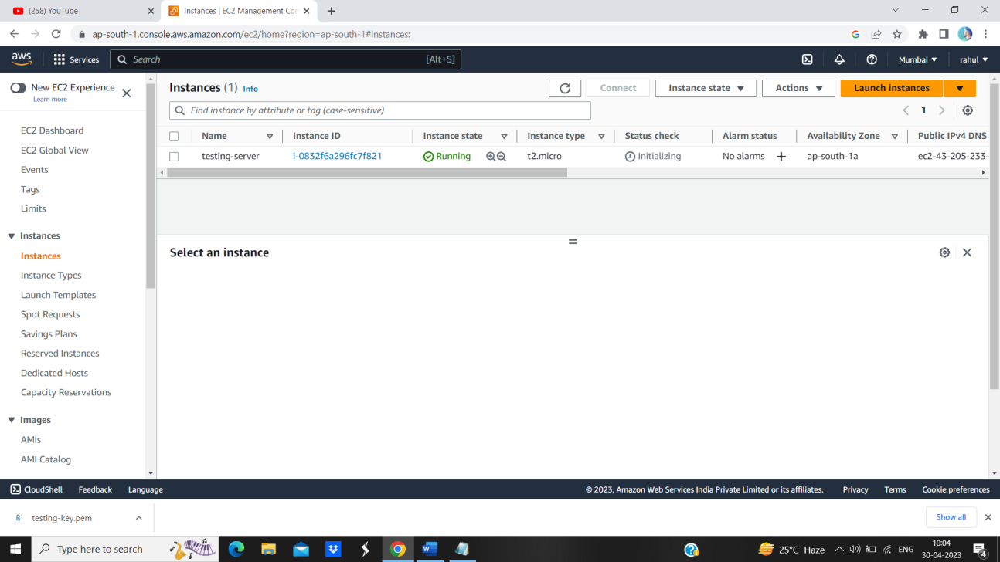 (258) YouTube
Instances | EC2 Management Con
ap-south-1.console.aws.amazon.com/ec2/home?region=ap-south-1#Instances:
aws Services Search [Alt+S] Mumbai ▼ rahul ▼
New EC2 Experience
Learn more
EC2 Dashboard
EC2 Global View
Events
Tags
Limits
Instances
Instances
Instance Types
Launch Templates
Spot Requests
Savings Plans
Reserved Instances
Dedicated Hosts
Capacity Reservations
Images
AMIs
AMI Catalog
Instances (1) Info Connect Instance state ▼ Actions ▼ Launch instances ▼
Find instance by attribute or tag (case-sensitive) 1
Name Instance ID Instance state Instance type Status check Alarm status Availability Zone Public IPv4 DNS
testing-server i-0832f6a296fc7f821 Running t2.micro Initializing No alarms + ap-south-1a ec2-43-205-233-
Select an instance
CloudShell Feedback Language © 2023, Amazon Web Services India Private Limited or its affiliates. Privacy Terms Cookie preferences
testing-key.pem Show all
Type here to search 25°C Haze ENG 10:04
30-04-2023 4